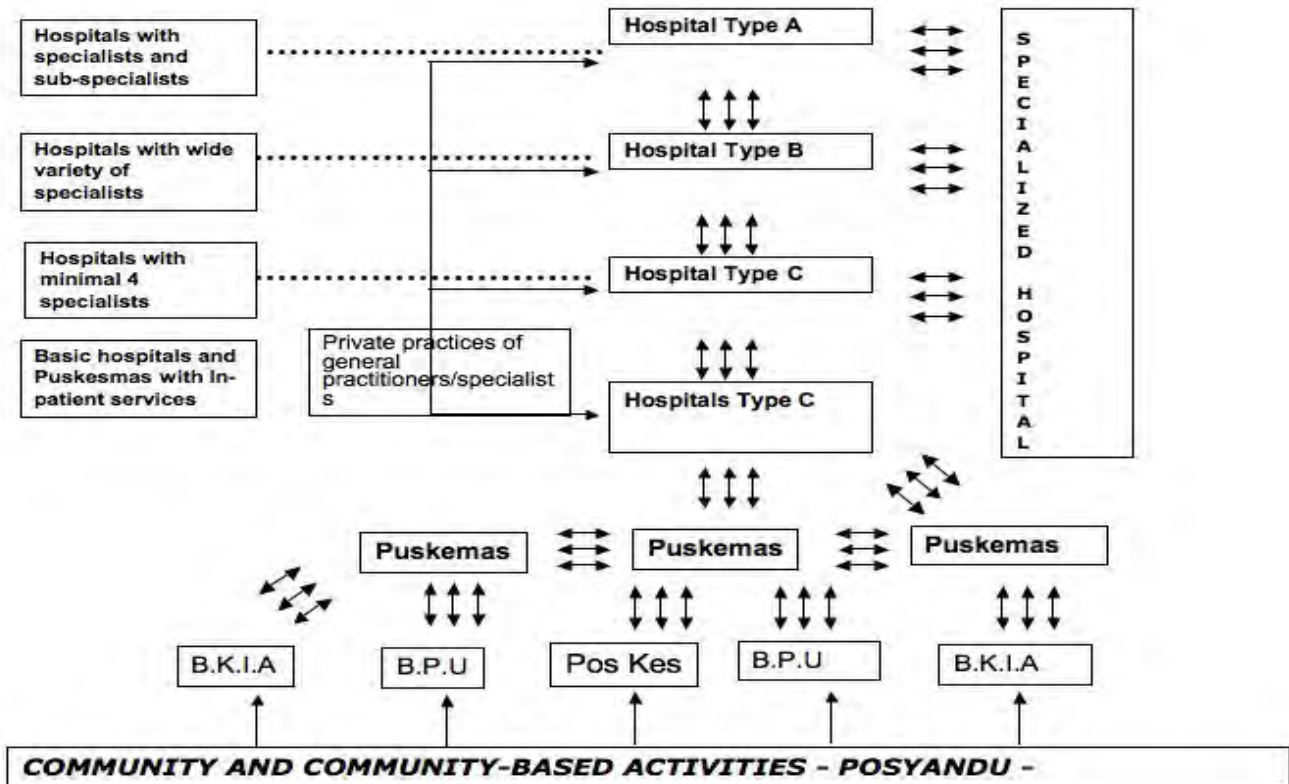 Hospitals with
specialists and
sub-specialists
Hospital Type A
Hospitals with wide
variety of
specialists
Hospital Type B
Hospitals with
minimal 4
specialists
Hospital Type C
Basic hospitals and
Puskesmas with In-
patient services
Private practices of
general
practitioners/specialist
s
Hospitals Type C
SPECIALIZED HOSPITAL
Puskemas
Puskemas
Puskemas
B.K.I.A
B.P.U
Pos Kes
B.P.U
B.K.I.A
COMMUNITY AND COMMUNITY-BASED ACTIVITIES - POSYANDU -